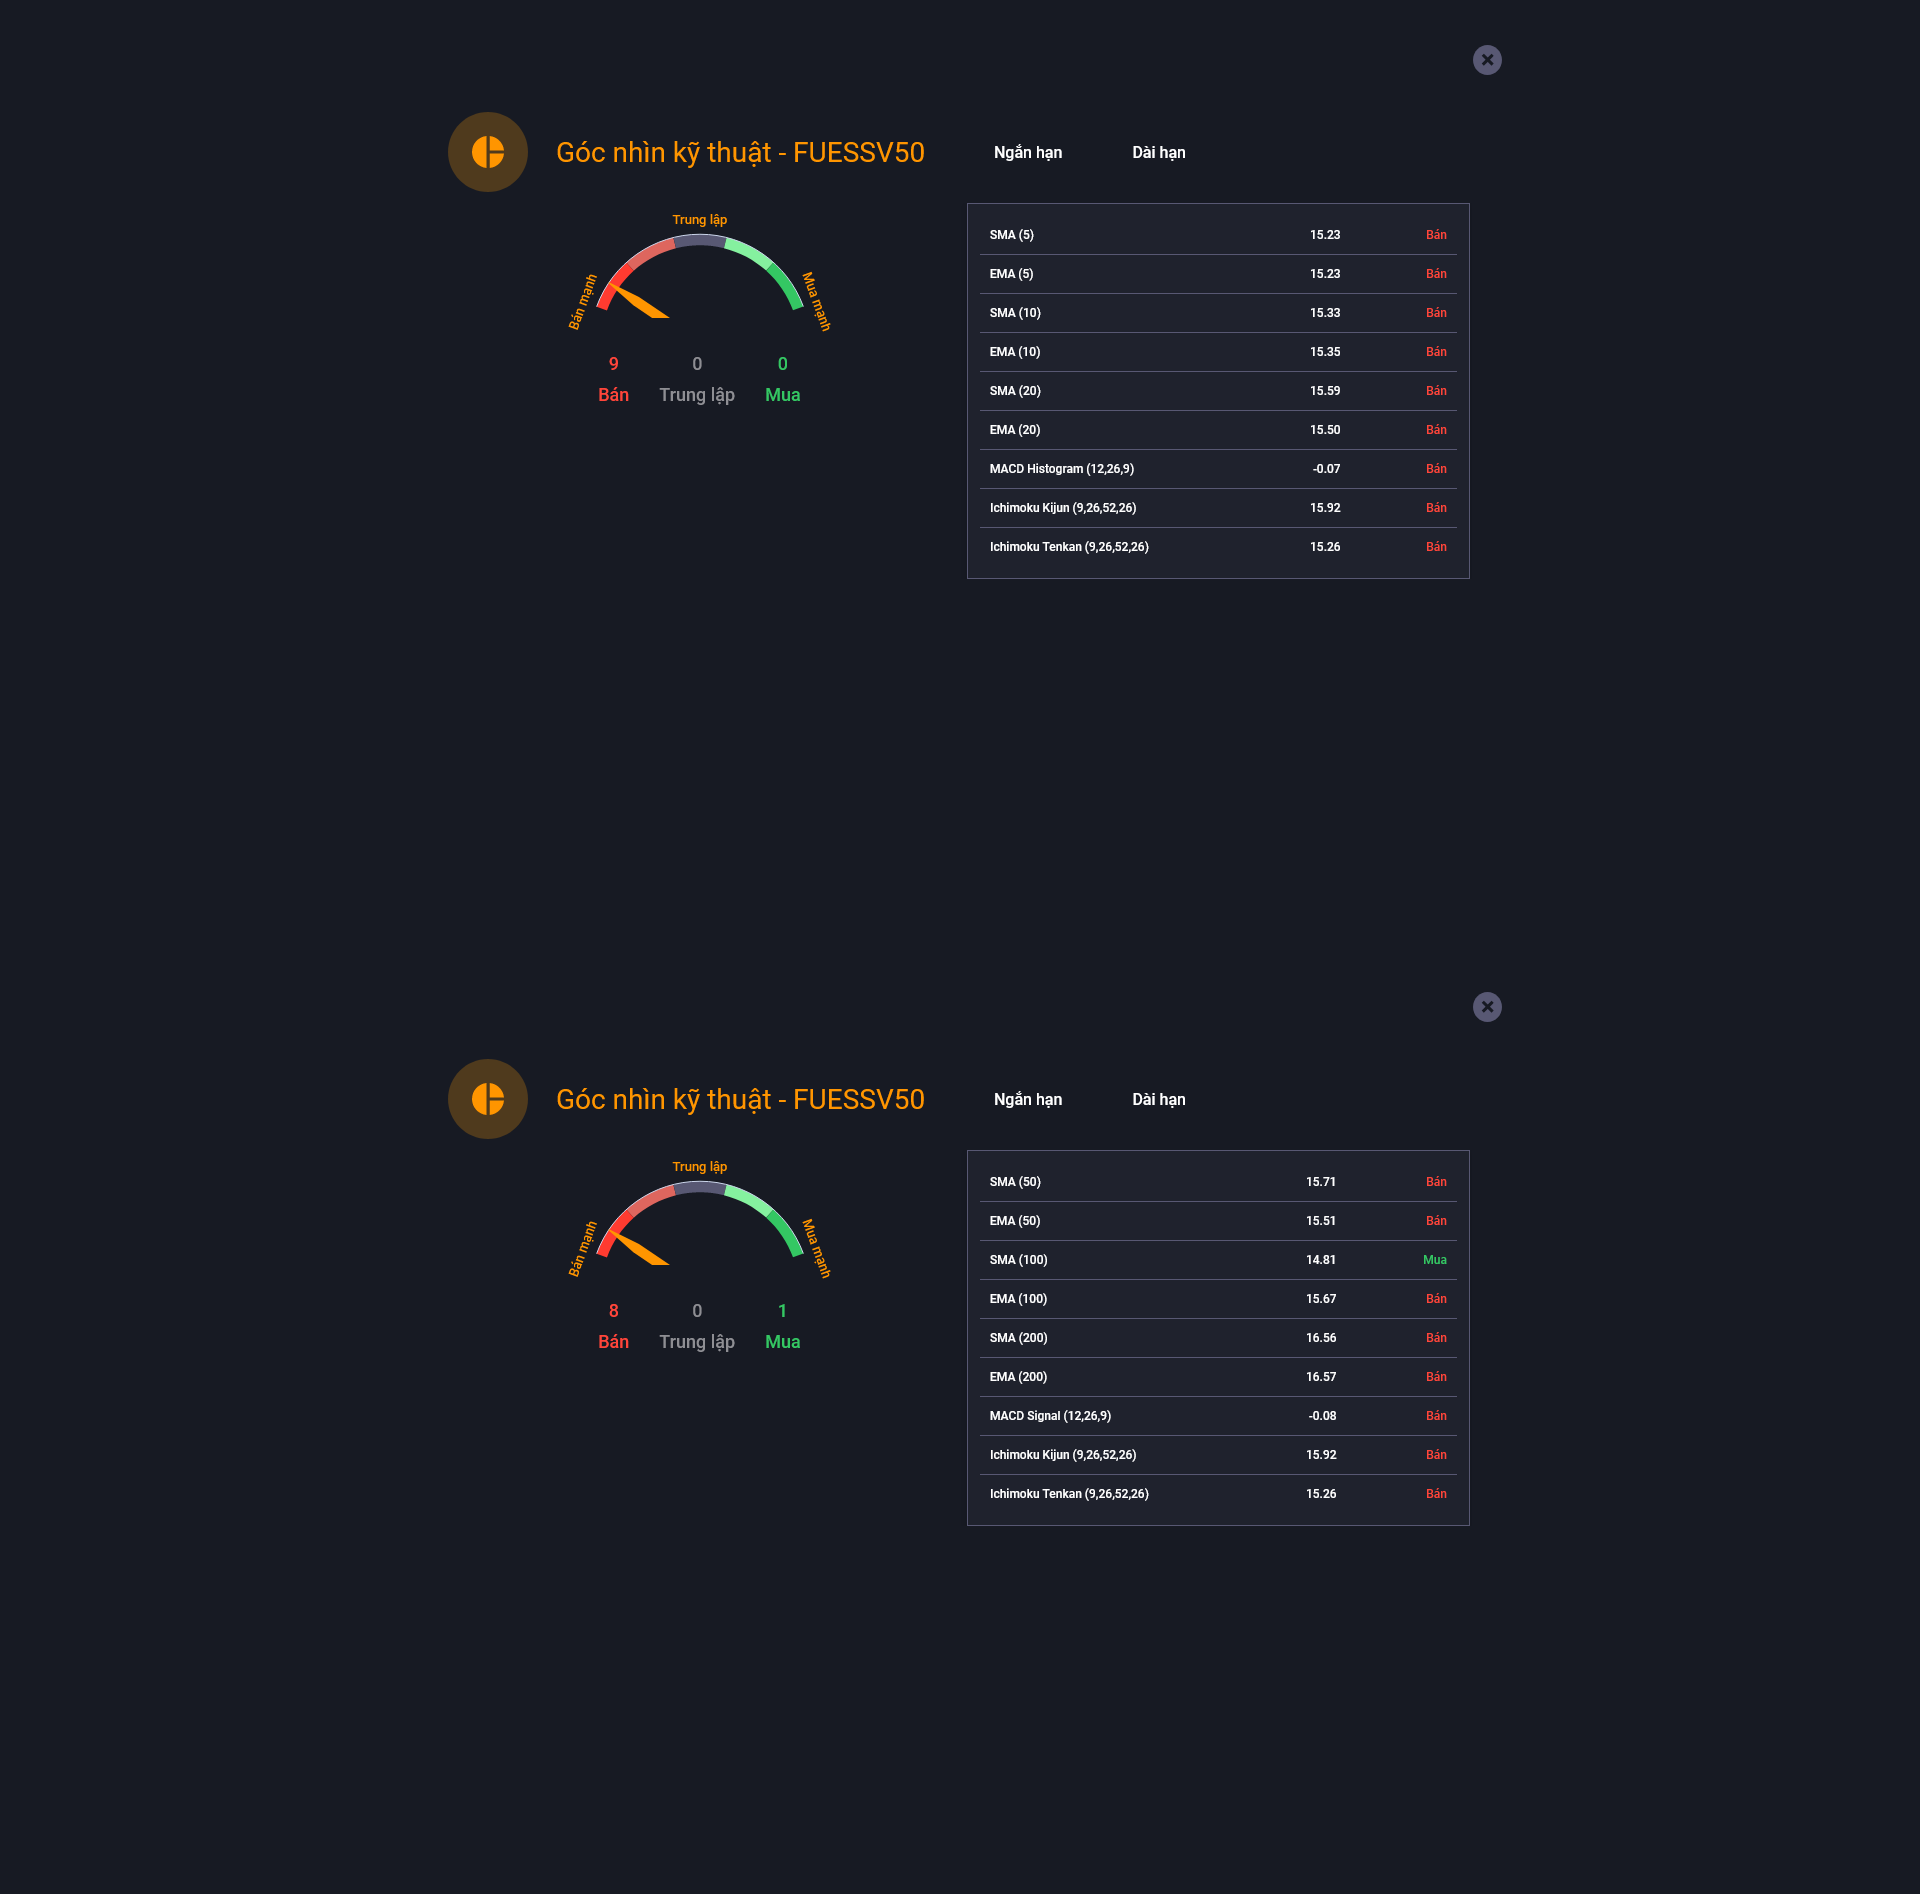 Góc nhìn kỹ thuật - FUESSV50
Ngắn hạn Dài hạn
Trung lập
Bán mạnh
Mua mạnh
9 0 0
Bán Trung lập Mua
SMA (5) 15.23 Bán
EMA (5) 15.23 Bán
SMA (10) 15.33 Bán
EMA (10) 15.35 Bán
SMA (20) 15.59 Bán
EMA (20) 15.50 Bán
MACD Histogram (12,26,9) -0.07 Bán
Ichimoku Kijun (9,26,52,26) 15.92 Bán
Ichimoku Tenkan (9,26,52,26) 15.26 Bán
Góc nhìn kỹ thuật - FUESSV50
Ngắn hạn Dài hạn
Trung lập
Bán mạnh
Mua mạnh
8 0 1
Bán Trung lập Mua
SMA (50) 15.71 Bán
EMA (50) 15.51 Bán
SMA (100) 14.81 Mua
EMA (100) 15.67 Bán
SMA (200) 16.56 Bán
EMA (200) 16.57 Bán
MACD Signal (12,26,9) -0.08 Bán
Ichimoku Kijun (9,26,52,26) 15.92 Bán
Ichimoku Tenkan (9,26,52,26) 15.26 Bán